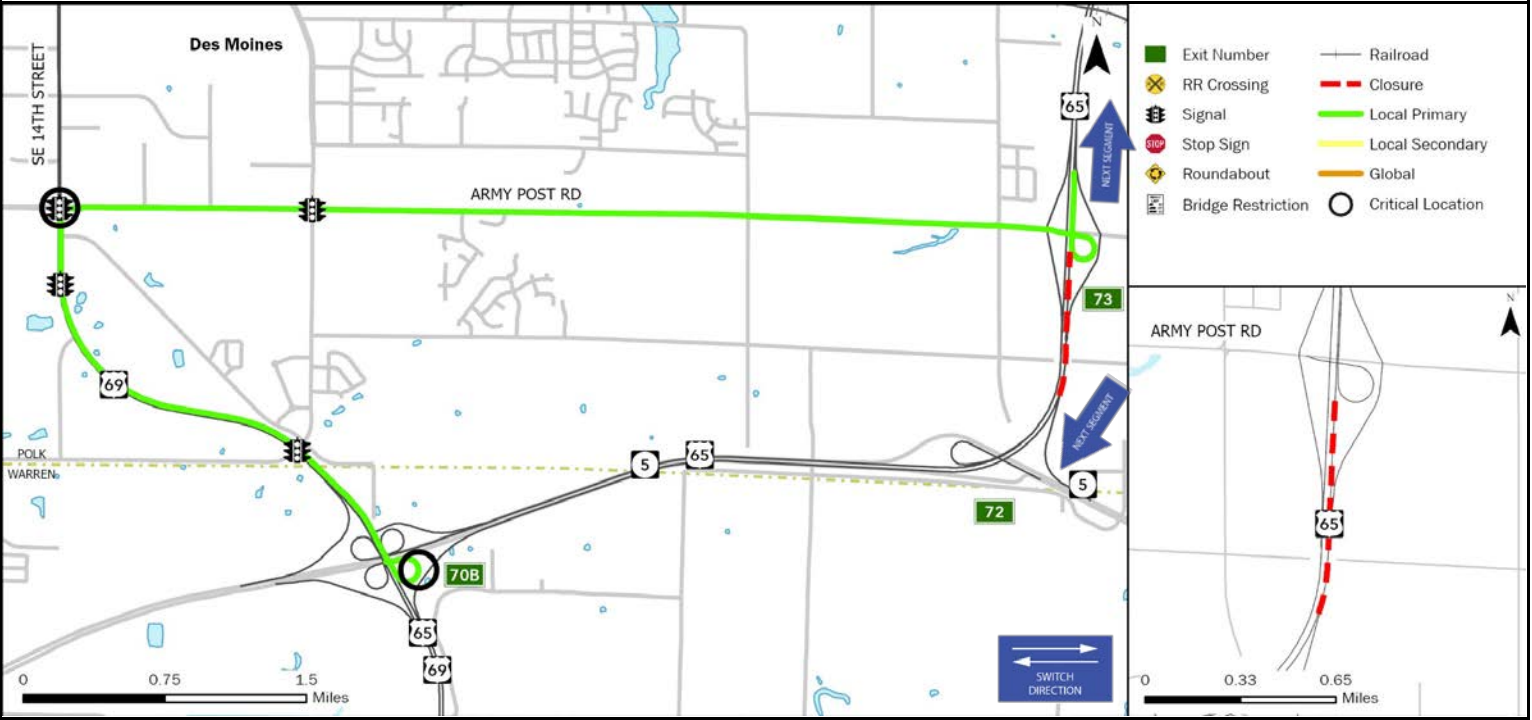 Des Moines
SE 14TH STREET
ARMY POST RD
N
65
NEXT SEGMENT
73
69
NEXT SEGMENT
POLK
WARREN
5
65
5
72
70B
65
69
SWITCH
DIRECTION
0 0.75 1.5
Miles
Exit Number
RR Crossing
Signal
STOP
Stop Sign
Roundabout
Bridge Restriction
Railroad
Closure
Local Primary
Local Secondary
Global
Critical Location
N
ARMY POST RD
65
0 0.33 0.65
Miles